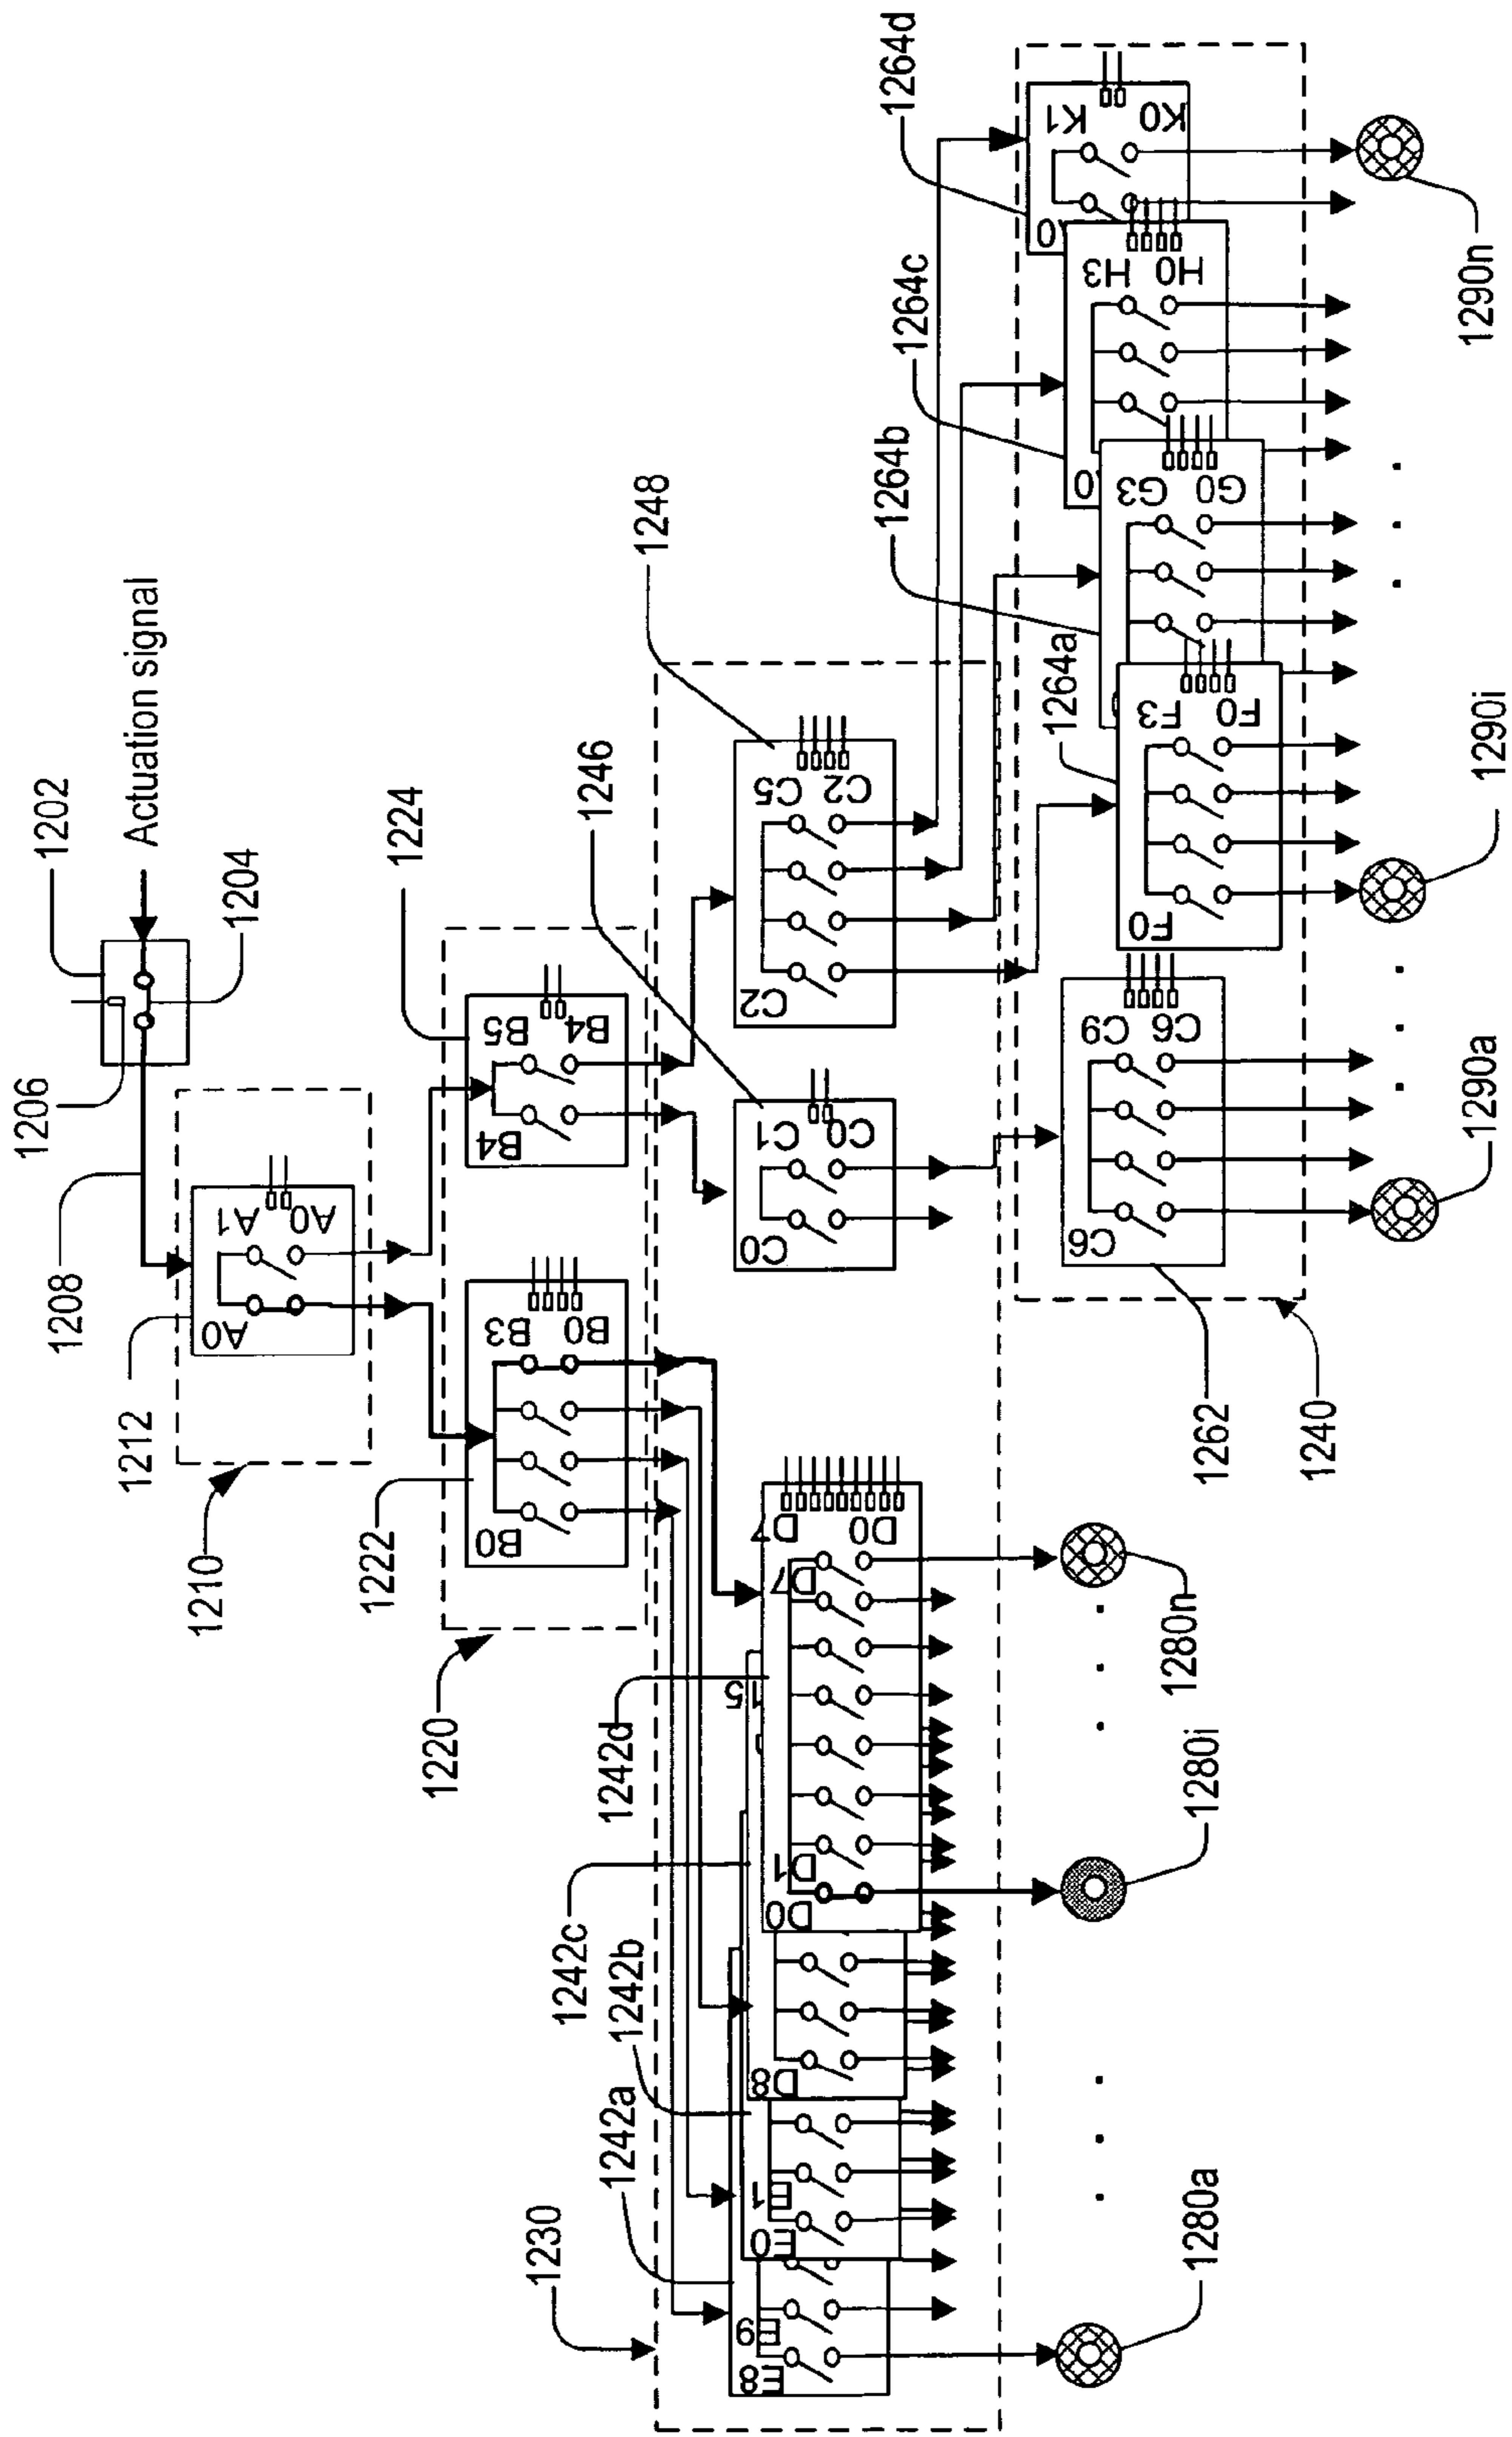 Actuation signal
1202
1204
1206
1208
1212
1210
A0
A1
A0
1224
1222
1220
B0
B3
B0
B4
B5
B4
1246
1248
C0
C1
C0
C2
C5
C2
1230
1242a
1242b
1242c
1242d
E8
E9
E0
E1
D8
15
D0
D1
D7
D7
D0
1264a
1264b
1264c
1264d
C6
C9
C6
F0
F3
F0
G3
G0
0
H3
H0
0
K1
K0
1262
1240
1280a
1280i
1280n
1290a
1290i
1290n